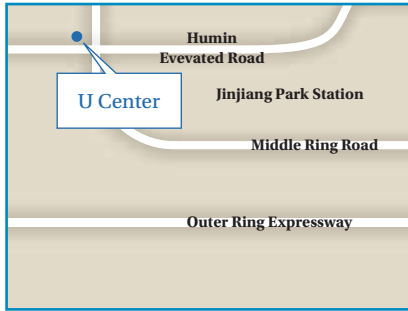 Humin
Evevated Road
U Center
Jinjiang Park Station
Middle Ring Road
Outer Ring Expressway